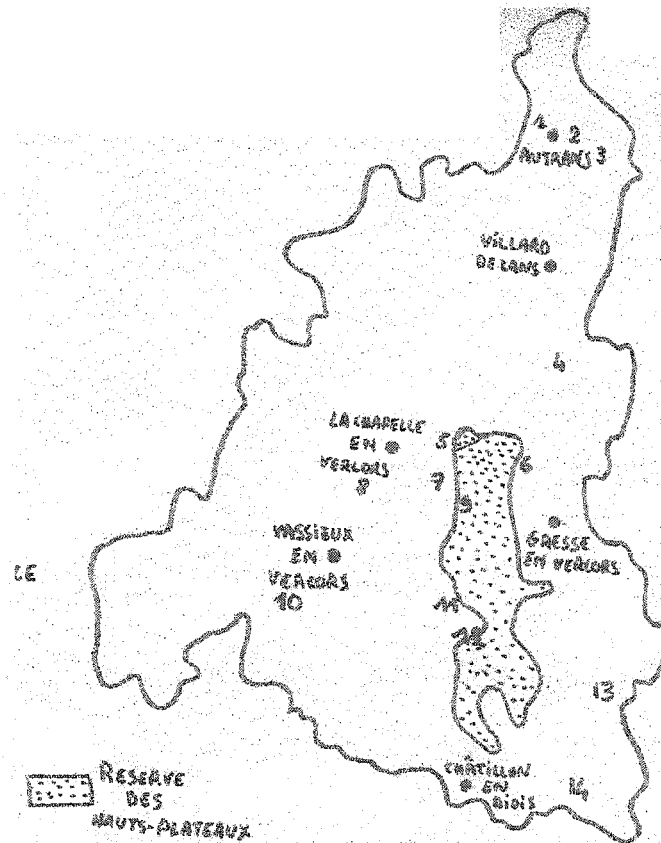 1 2
AUTRANS 3
VILLARD
DE LANS
4
LA CHAPELLE
EN
VERCORS
8
5
6
7
9
VASSIEUX
EN
VERCORS
10
GRESSE
EN VERCORS
LE
11
12
13
CHÂTILLON
EN
DIOIS
14
RESERVE
DES
HAUTS-PLATEAUX